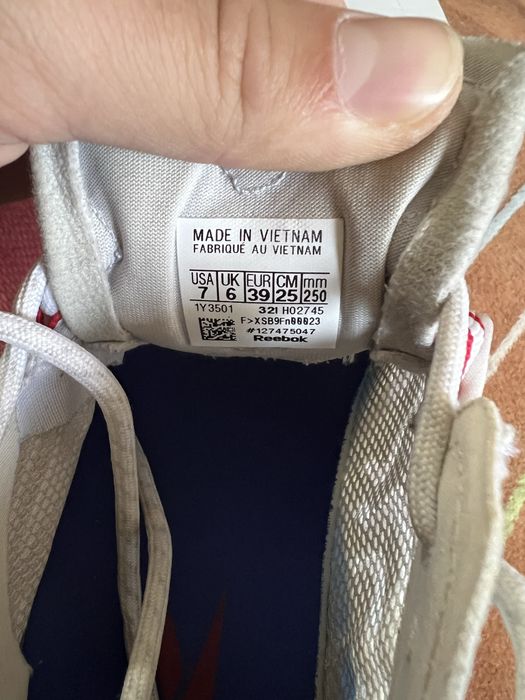 MADE IN VIETNAM
FABRIQUÉ AU VIETNAM
USA UK EUR CM mm
7 6 39 25 250
1Y3501 32I H02745
F>XSB9Fn00023
#127475047
Reebok